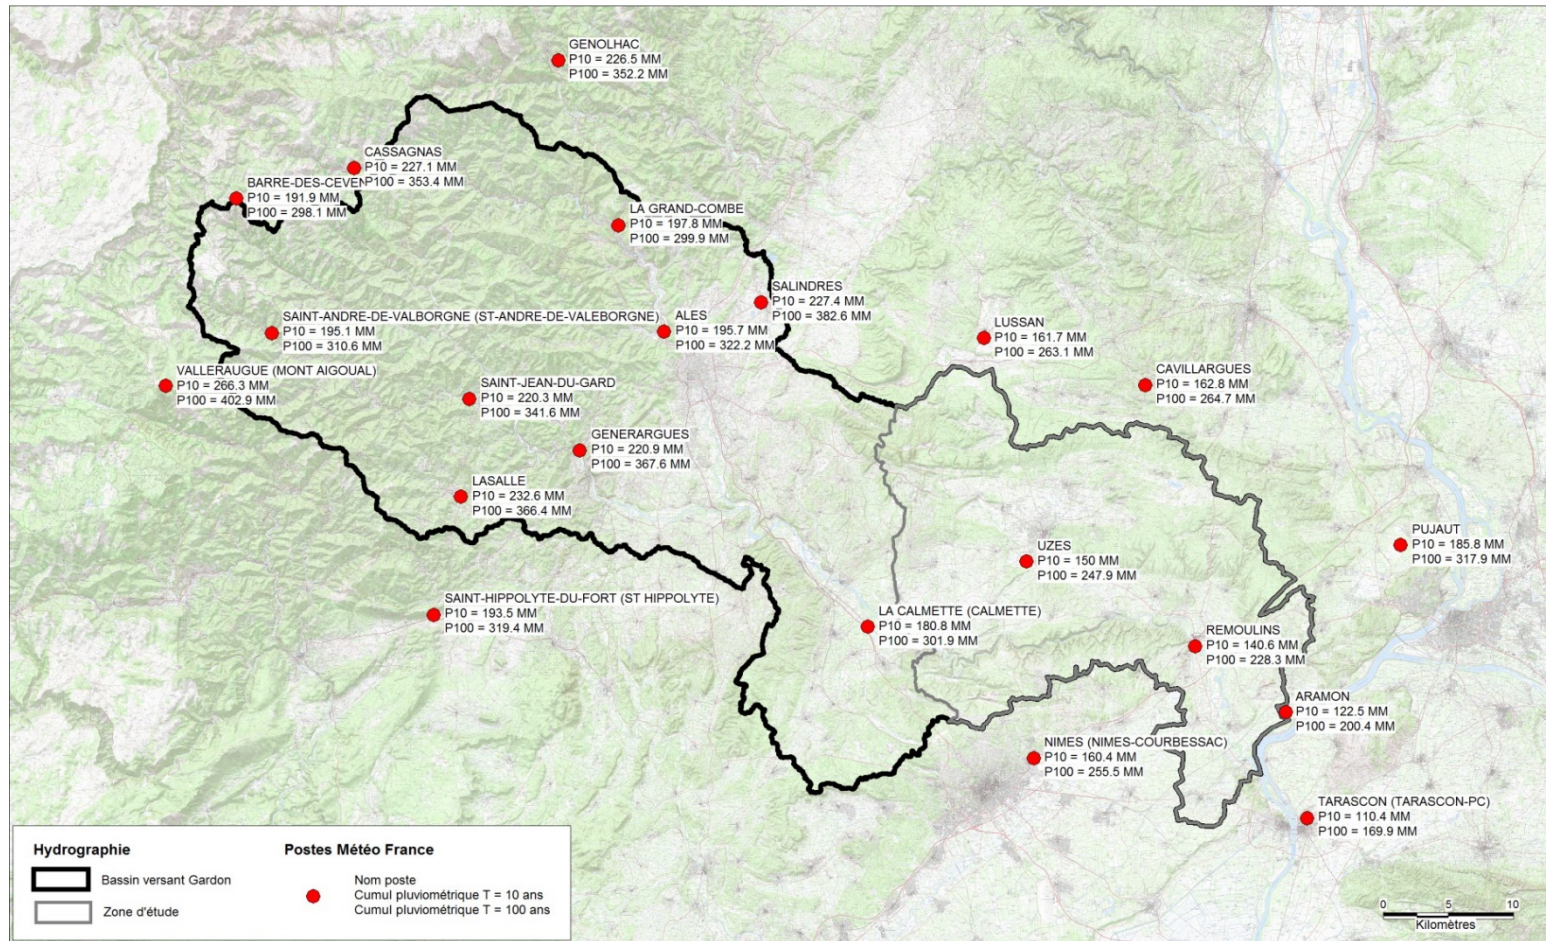 GENOLHAC
P10 = 226.5 MM
P100 = 352.2 MM
CASSAGNAS
P10 = 227.1 MM
P100 = 353.4 MM
BARRE-DES-CEVEN
P10 = 191.9 MM
P100 = 298.1 MM
LA GRAND-COMBE
P10 = 197.8 MM
P100 = 299.9 MM
SALINDRES
P10 = 227.4 MM
P100 = 382.6 MM
SAINT-ANDRE-DE-VALBORGNE (ST-ANDRE-DE-VALEBORGNE)
P10 = 195.1 MM
P100 = 310.6 MM
ALES
P10 = 195.7 MM
P100 = 322.2 MM
LUSSAN
P10 = 161.7 MM
P100 = 263.1 MM
VALLERAUGUE (MONT AIGOUAL)
P10 = 266.3 MM
P100 = 402.9 MM
SAINT-JEAN-DU-GARD
P10 = 220.3 MM
P100 = 341.6 MM
CAVILLARGUES
P10 = 162.8 MM
P100 = 264.7 MM
GENERARGUES
P10 = 220.9 MM
P100 = 367.6 MM
LASALLE
P10 = 232.6 MM
P100 = 366.4 MM
PUJAUT
P10 = 185.8 MM
P100 = 317.9 MM
UZES
P10 = 150 MM
P100 = 247.9 MM
SAINT-HIPPOLYTE-DU-FORT (ST HIPPOLYTE)
P10 = 193.5 MM
P100 = 319.4 MM
LA CALMETTE (CALMETTE)
P10 = 180.8 MM
P100 = 301.9 MM
REMOULINS
P10 = 140.6 MM
P100 = 228.3 MM
ARAMON
P10 = 122.5 MM
P100 = 200.4 MM
NIMES (NIMES-COURBESSAC)
P10 = 160.4 MM
P100 = 255.5 MM
TARASCON (TARASCON-PC)
P10 = 110.4 MM
P100 = 169.9 MM
Hydrographie
Bassin versant Gardon
Zone d'étude
Postes Météo France
Nom poste
Cumul pluviométrique T = 10 ans
Cumul pluviométrique T = 100 ans
0 5 10
Kilomètres